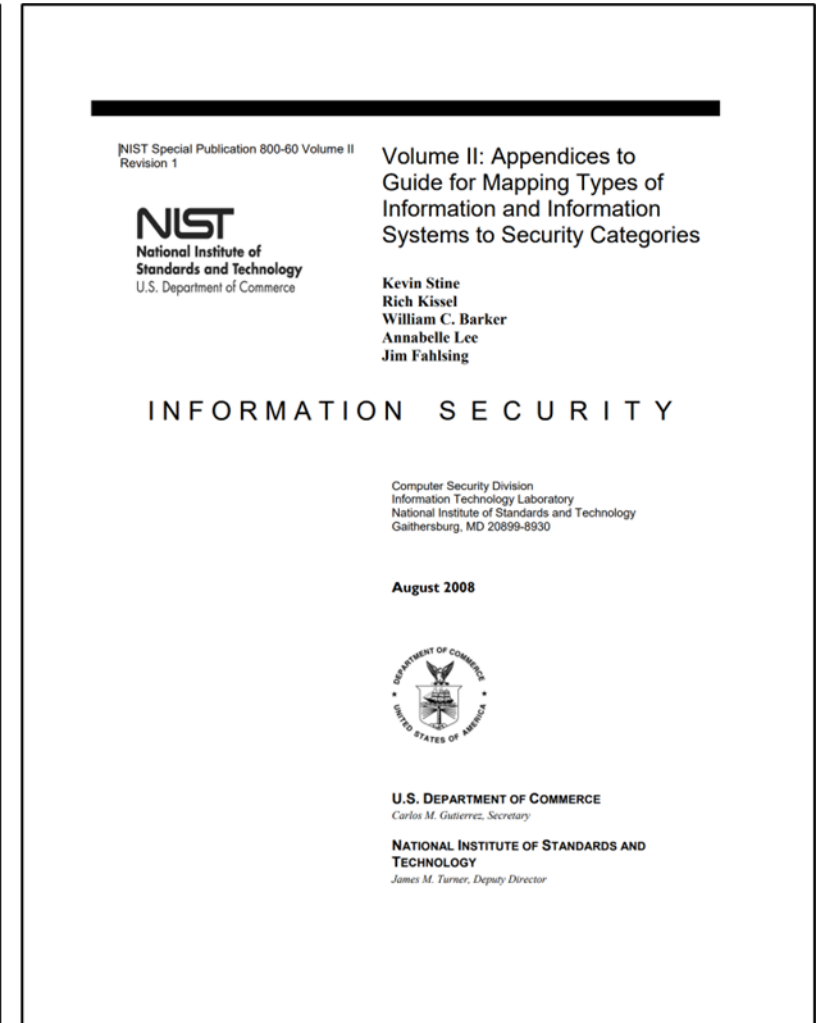 NIST Special Publication 800-60 Volume II
Revision 1
NIST
National Institute of
Standards and Technology
U.S. Department of Commerce
Volume II: Appendices to
Guide for Mapping Types of
Information and Information
Systems to Security Categories
Kevin Stine
Rich Kissel
William C. Barker
Annabelle Lee
Jim Fahlsing
INFORMATION SECURITY
Computer Security Division
Information Technology Laboratory
National Institute of Standards and Technology
Gaithersburg, MD 20899-8930
August 2008
DEPARTMENT OF COMMERCE
UNITED STATES OF AMERICA
U.S. DEPARTMENT OF COMMERCE
Carlos M. Gutierrez, Secretary
NATIONAL INSTITUTE OF STANDARDS AND
TECHNOLOGY
James M. Turner, Deputy Director